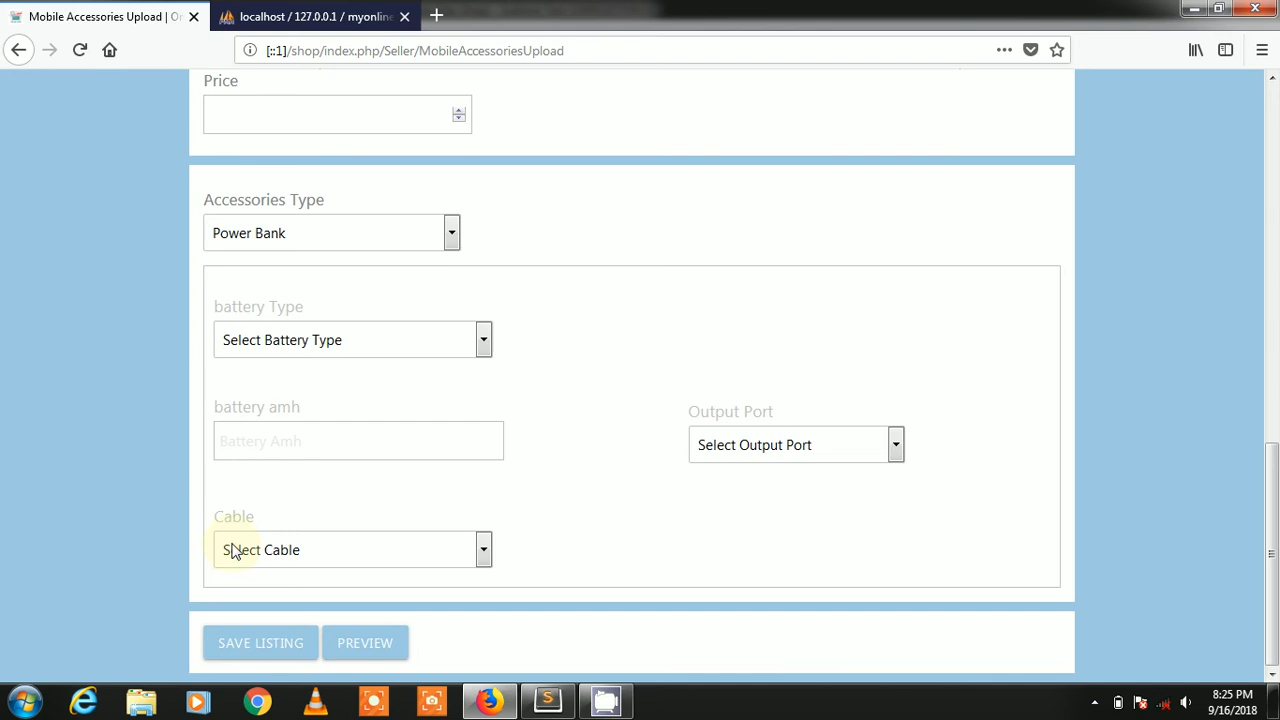 Mobile Accessories Upload | On
localhost / 127.0.0.1 / myonline
[::1]/shop/index.php/Seller/MobileAccessoriesUpload
Price
Accessories Type
Power Bank
battery Type
Select Battery Type
battery amh
Battery Amh
Output Port
Select Output Port
Cable
Select Cable
SAVE LISTING
PREVIEW
8:25 PM
9/16/2018